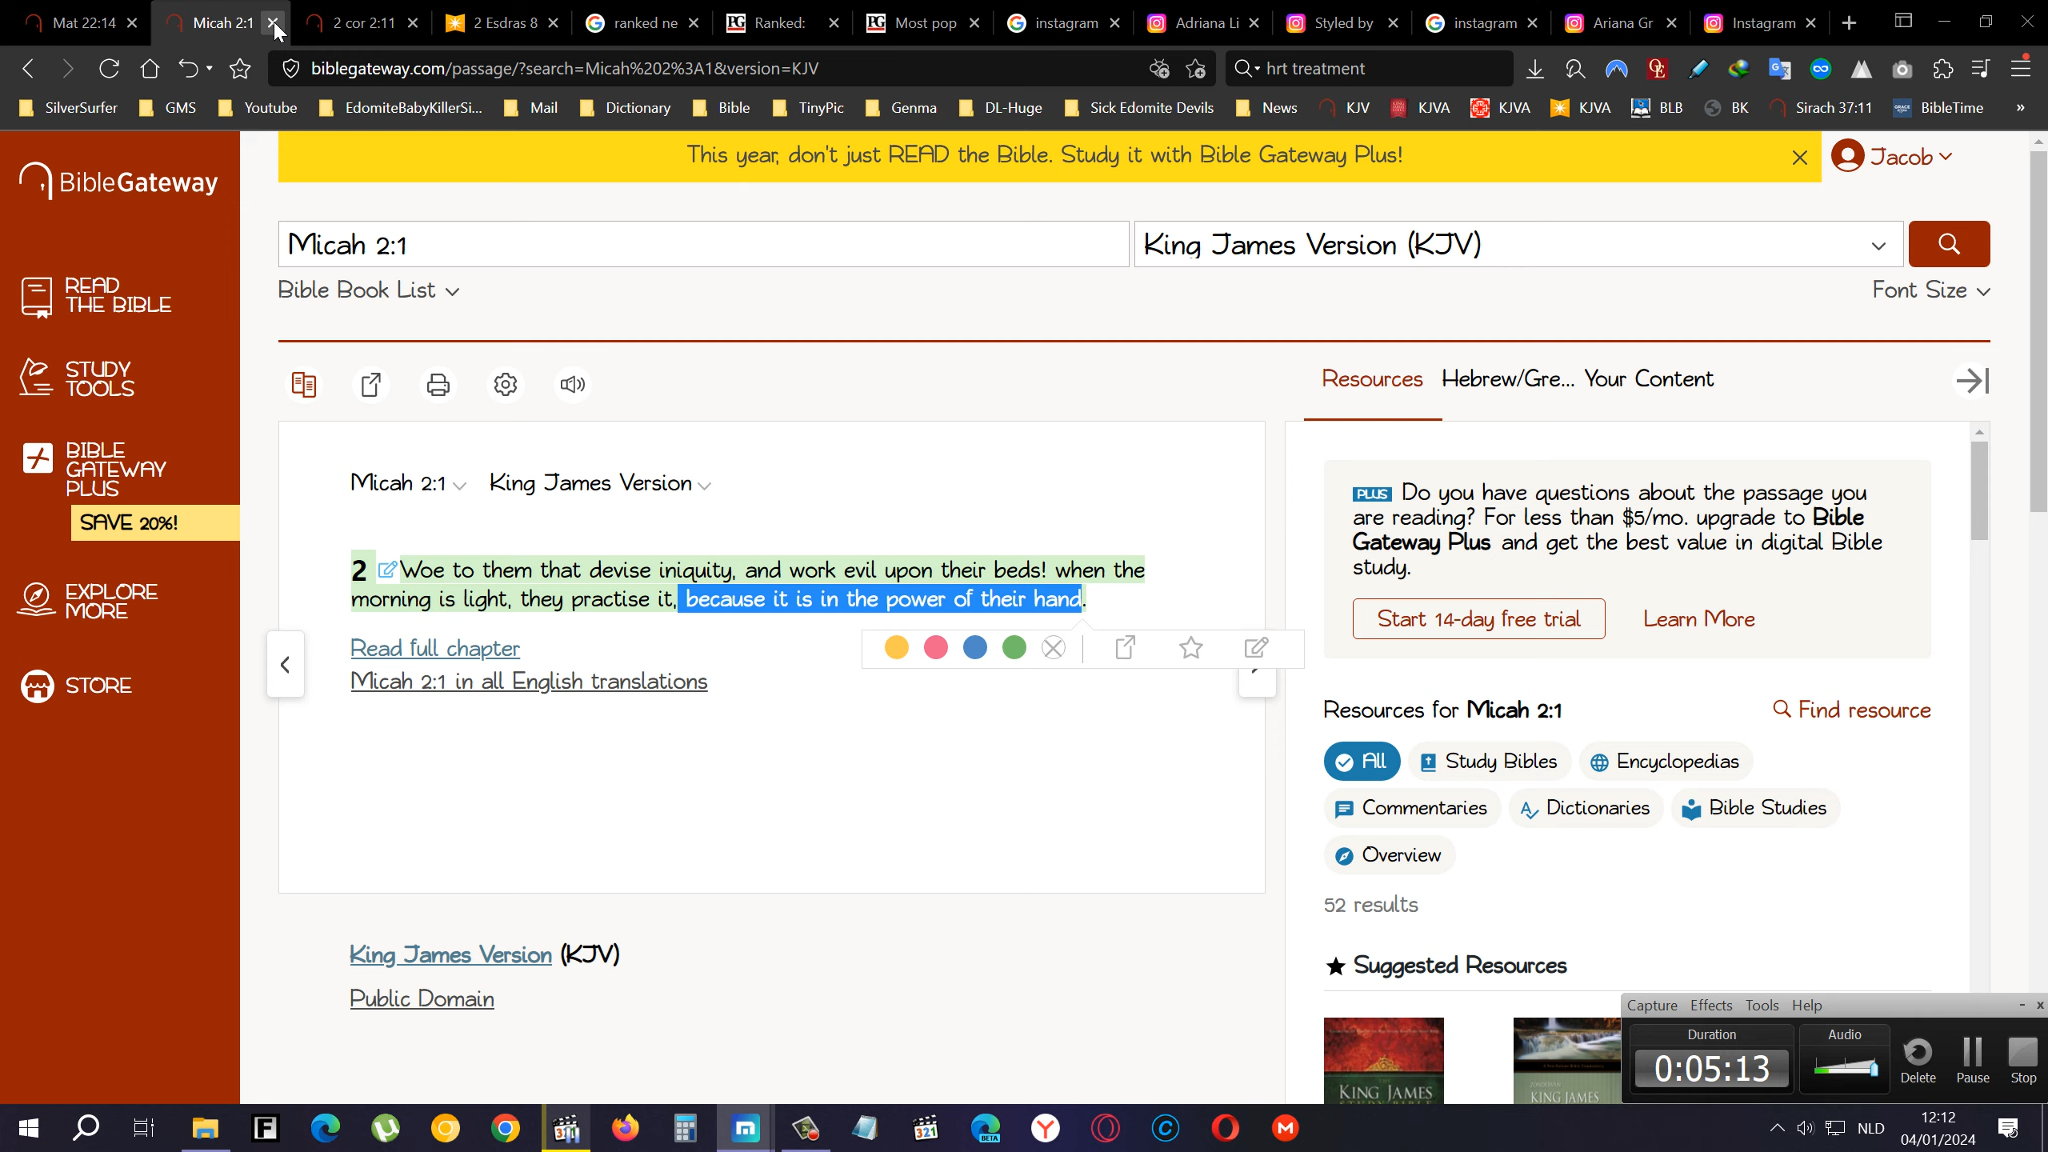 Mat 22:14 Micah 2:1 2 cor 2:11 2 Esdras 8 ranked ne Ranked: Most pop instagram Adriana Li Styled by instagram Ariana Gr Instagram
biblegateway.com/passage/?search=Micah%202%3A1&version=KJV hrt treatment
SilverSurfer GMS Youtube EdomiteBabyKillerSi... Mail Dictionary Bible TinyPic Genma DL-Huge Sick Edomite Devils News KJV KJVA KJVA KJVA BLB BK Sirach 37:11 BibleTime »
This year, don't just READ the Bible. Study it with Bible Gateway Plus!
Jacob
BibleGateway
READ
THE BIBLE
STUDY
TOOLS
BIBLE
GATEWAY
PLUS
SAVE 20%!
EXPLORE
MORE
STORE
Micah 2:1
King James Version (KJV)
Bible Book List
Font Size
Resources Hebrew/Gre... Your Content
Micah 2:1 King James Version
2 Woe to them that devise iniquity, and work evil upon their beds! when the
morning is light, they practise it, because it is in the power of their hand.
Read full chapter
Micah 2:1 in all English translations
King James Version (KJV)
Public Domain
PLUS Do you have questions about the passage you
are reading? For less than $5/mo. upgrade to Bible
Gateway Plus and get the best value in digital Bible
study.
Start 14-day free trial Learn More
Resources for Micah 2:1 Find resource
All Study Bibles Encyclopedias
Commentaries Dictionaries Bible Studies
Overview
52 results
★ Suggested Resources
KING JAMES
KING JAMES
Capture Effects Tools Help
Duration Audio
0:05:13
Delete Pause Stop
NLD
12:12
04/01/2024